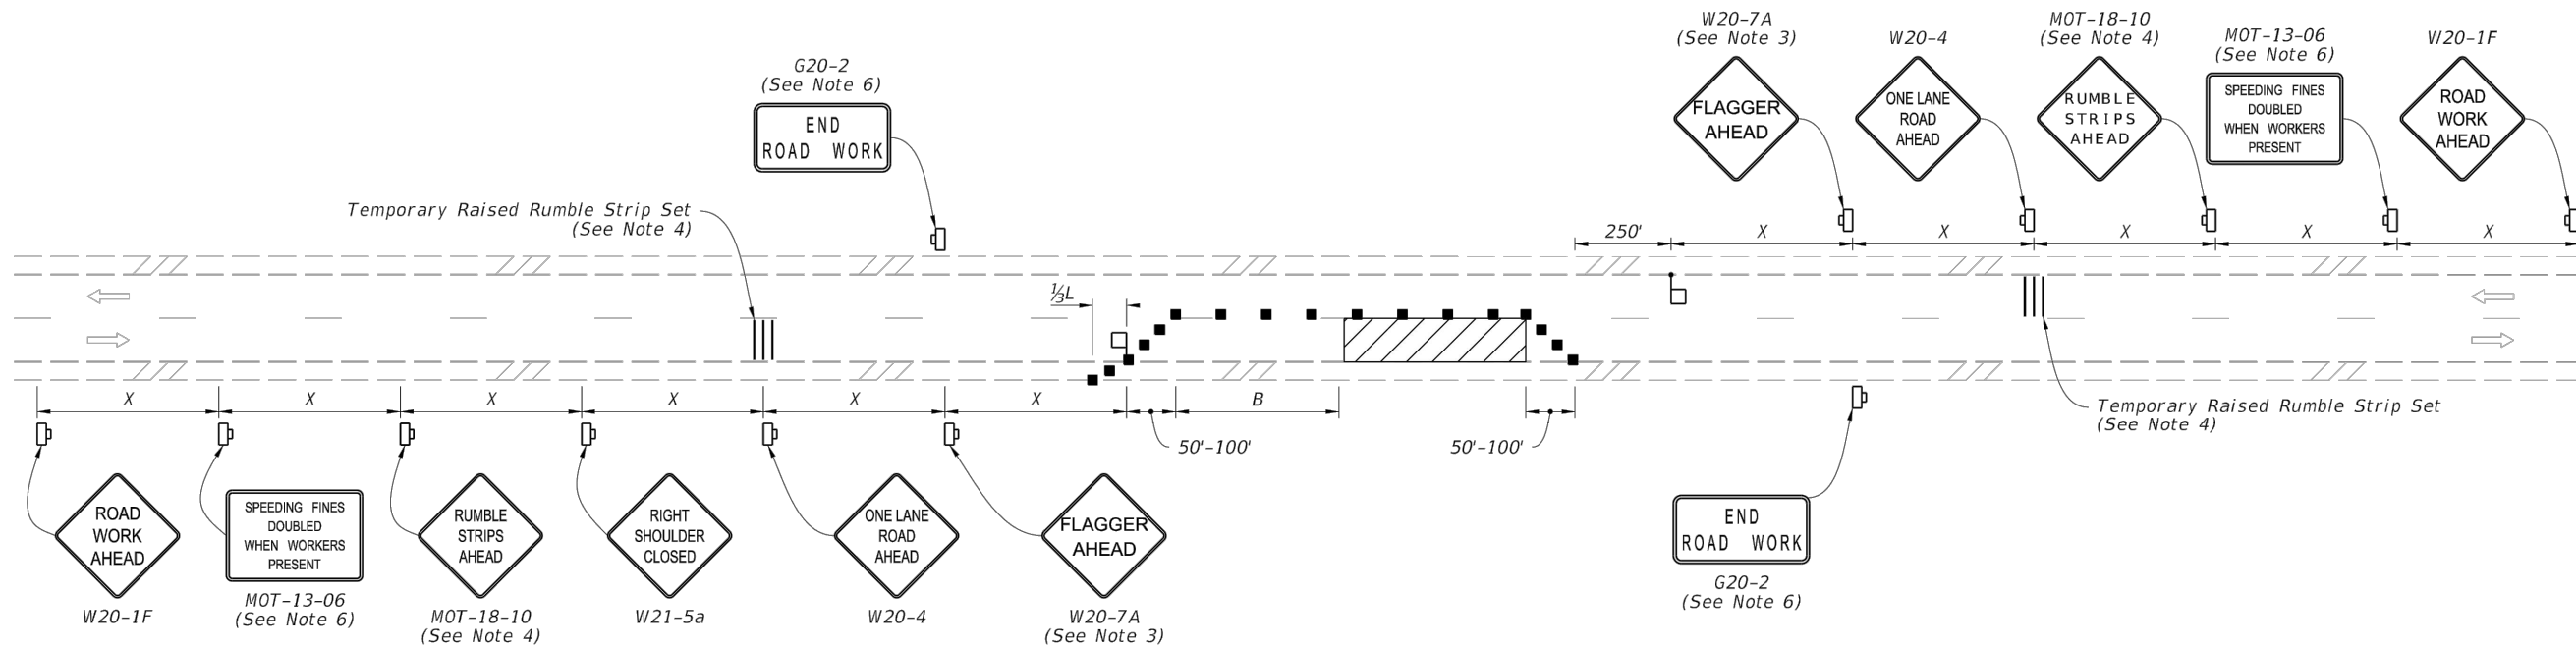 W20-7A
(See Note 3)
W20-4
MOT-18-10
(See Note 4)
MOT-13-06
(See Note 6)
W20-1F
FLAGGER
AHEAD
ONE LANE
ROAD
AHEAD
RUMBLE
STRIPS
AHEAD
SPEEDING FINES
DOUBLED
WHEN WORKERS
PRESENT
ROAD
WORK
AHEAD
G20-2
(See Note 6)
END
ROAD WORK
Temporary Raised Rumble Strip Set
(See Note 4)
250'
X
X
X
X
X
⅓L
X
X
X
X
X
X
B
50'-100'
50'-100'
Temporary Raised Rumble Strip Set
(See Note 4)
ROAD
WORK
AHEAD
W20-1F
SPEEDING FINES
DOUBLED
WHEN WORKERS
PRESENT
MOT-13-06
(See Note 6)
RUMBLE
STRIPS
AHEAD
MOT-18-10
(See Note 4)
RIGHT
SHOULDER
CLOSED
W21-5a
ONE LANE
ROAD
AHEAD
W20-4
FLAGGER
AHEAD
W20-7A
(See Note 3)
END
ROAD WORK
G20-2
(See Note 6)